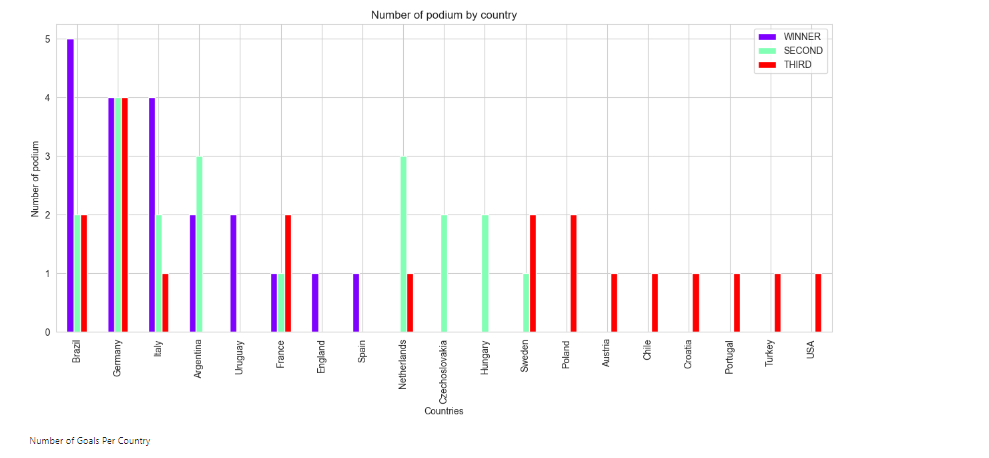 Number of podium by country
WINNER
SECOND
THIRD
Number of podium
5
4
3
2
1
0
Brazil
Germany
Italy
Argentina
Uruguay
France
England
Spain
Netherlands
Czechoslovakia
Hungary
Sweden
Poland
Austria
Chile
Croatia
Portugal
Turkey
USA
Countries
Number of Goals Per Country